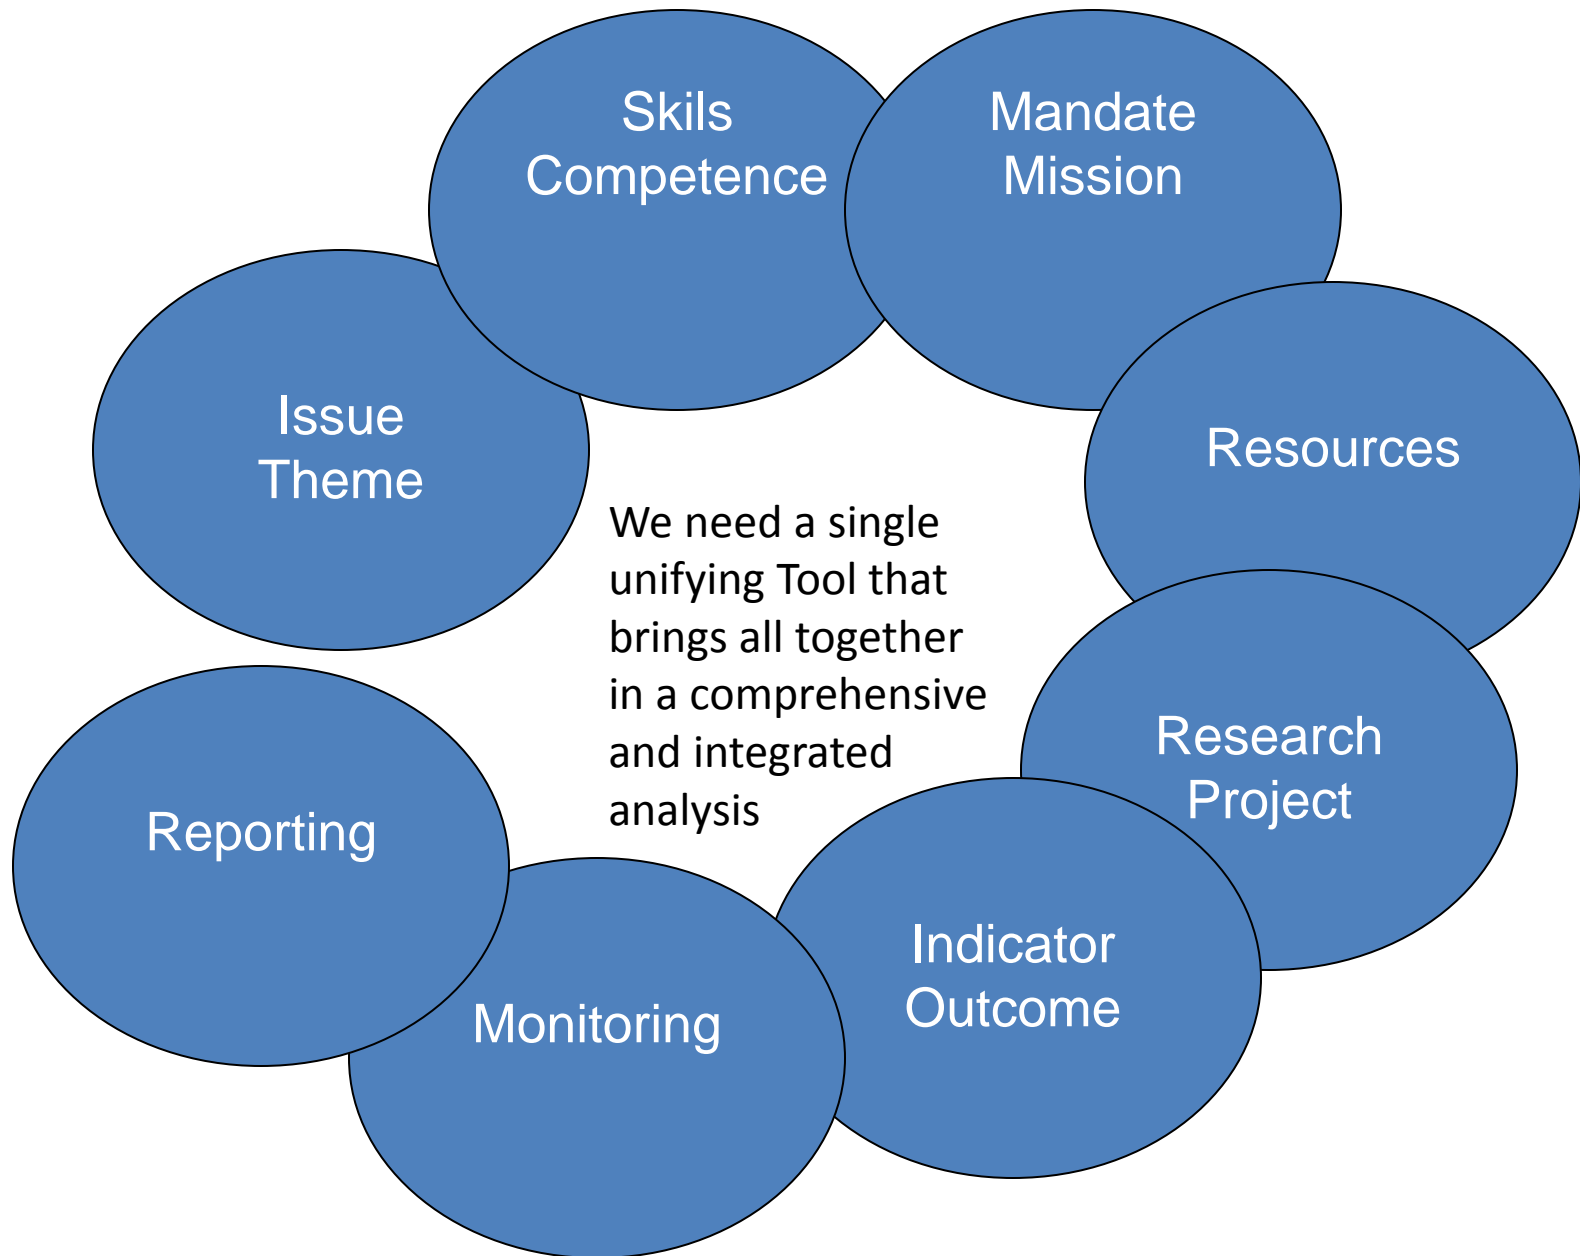 Skils
Competence
Mandate
Mission
Issue
Theme
Resources
We need a single
unifying Tool that
brings all together
in a comprehensive
and integrated
analysis
Research
Project
Reporting
Indicator
Outcome
Monitoring